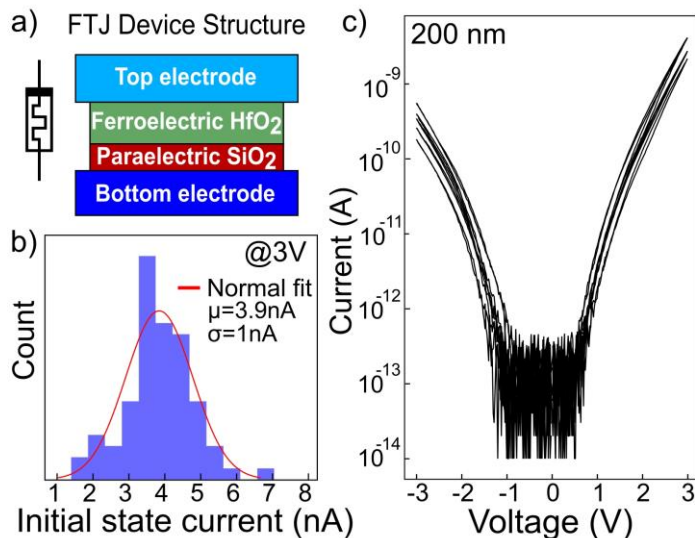 a) FTJ Device Structure
Top electrode
Ferroelectric HfO₂
Paraelectric SiO₂
Bottom electrode
b)
@3V
Normal fit
μ=3.9nA
σ=1nA
Count
1 2 3 4 5 6 7 8
Initial state current (nA)
c)
200 nm
10⁻⁹
10⁻¹⁰
10⁻¹¹
10⁻¹²
10⁻¹³
10⁻¹⁴
Current (A)
-3 -2 -1 0 1 2 3
Voltage (V)